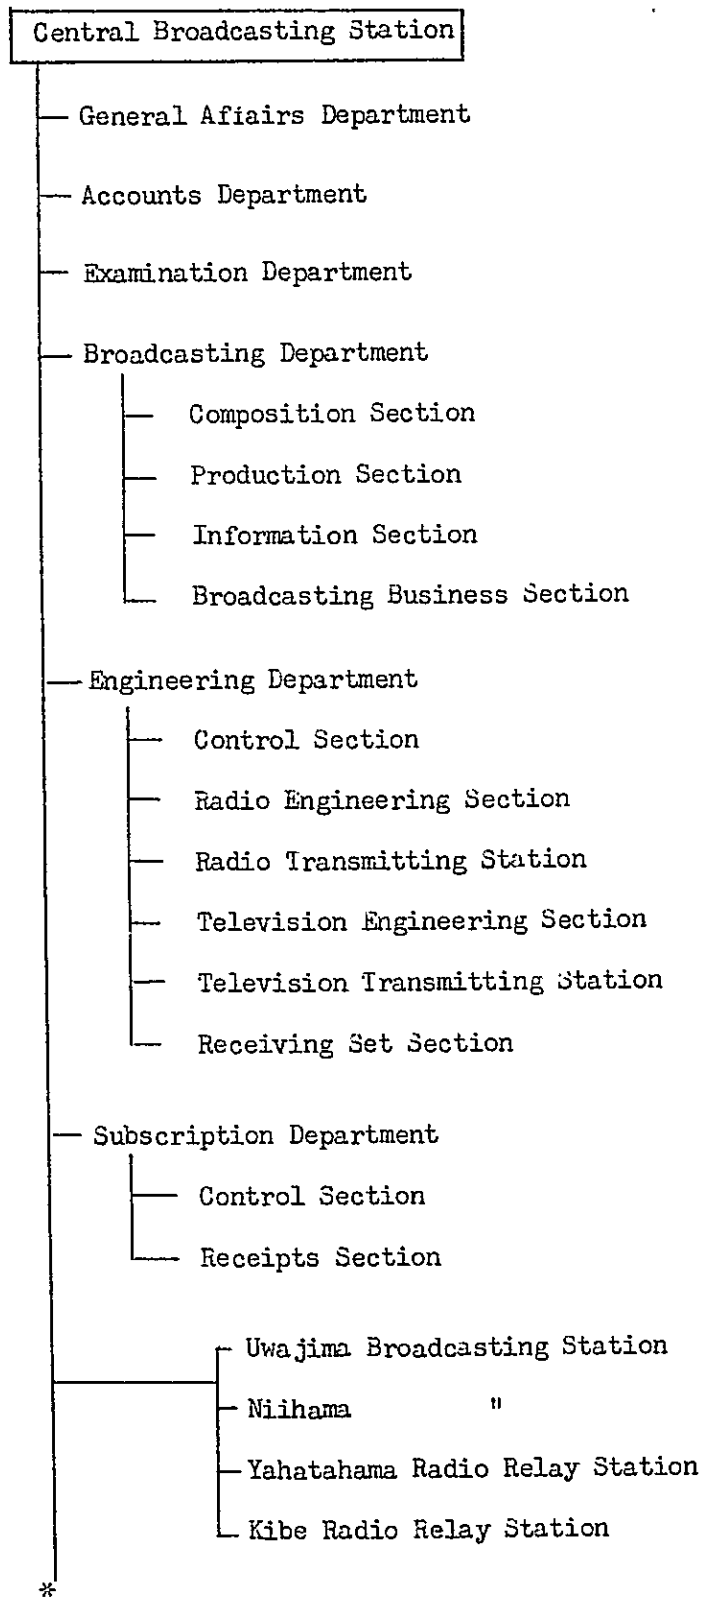 Central Broadcasting Station
General Affairs Department
Accounts Department
Examination Department
Broadcasting Department
Composition Section
Production Section
Information Section
Broadcasting Business Section
Engineering Department
Control Section
Radio Engineering Section
Radio Transmitting Station
Television Engineering Section
Television Transmitting Station
Receiving Set Section
Subscription Department
Control Section
Receipts Section
Uwajima Broadcasting Station
Niihama "
Yahatahama Radio Relay Station
Kibe Radio Relay Station
*